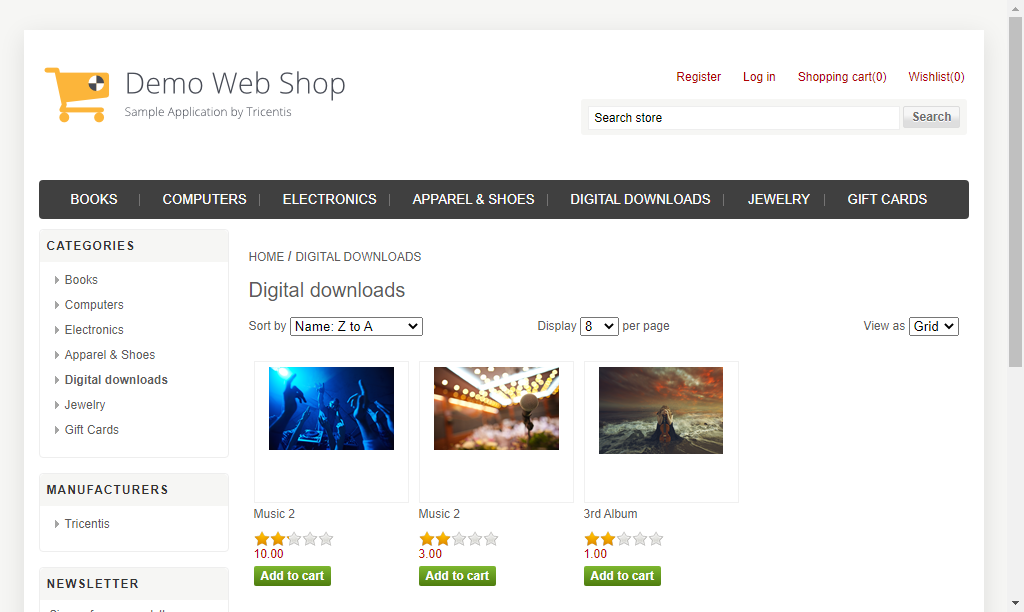 Demo Web Shop
Sample Application by Tricentis
Register Log in Shopping cart(0) Wishlist(0)
Search store Search
BOOKS COMPUTERS ELECTRONICS APPAREL & SHOES DIGITAL DOWNLOADS JEWELRY GIFT CARDS
CATEGORIES
Books
Computers
Electronics
Apparel & Shoes
Digital downloads
Jewelry
Gift Cards
MANUFACTURERS
Tricentis
NEWSLETTER
HOME / DIGITAL DOWNLOADS
Digital downloads
Sort by Name: Z to A Display 8 per page View as Grid
Music 2 Music 2 3rd Album
10.00 3.00 1.00
Add to cart Add to cart Add to cart